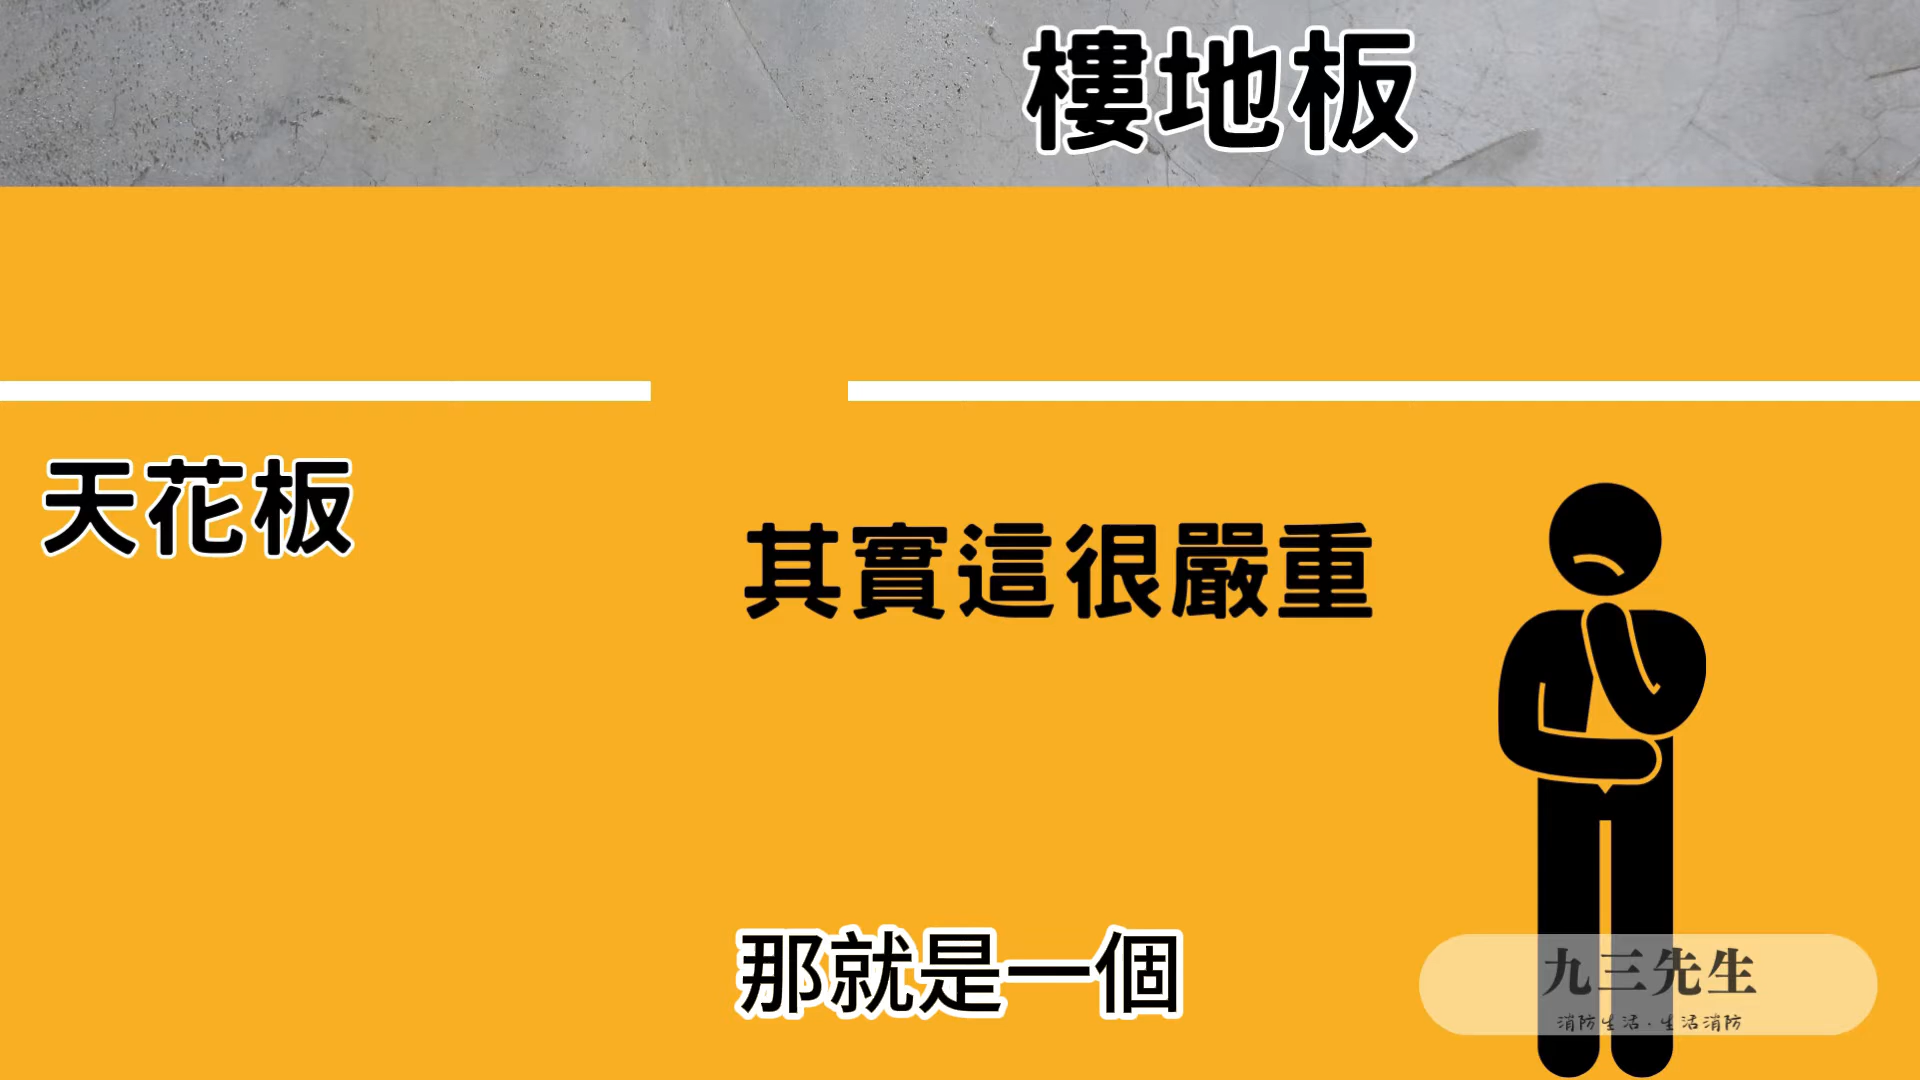 樓地板
天花板
其實這很嚴重
那就是一個
九三先生
消防生活·生活消防